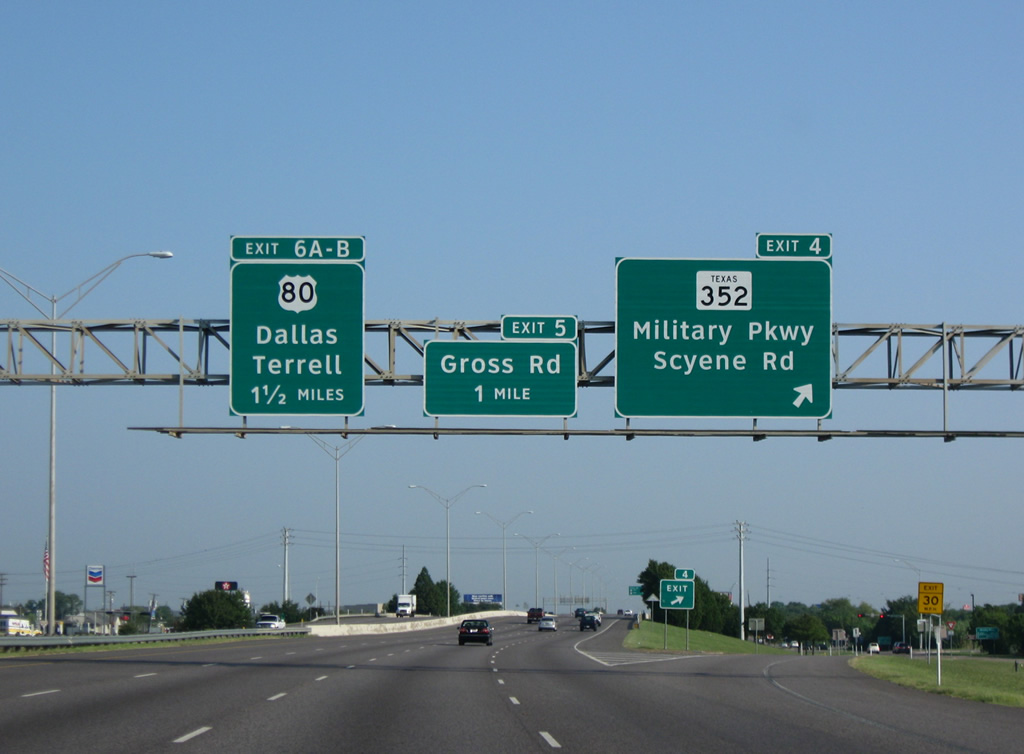 EXIT 6A-B
80
Dallas
Terrell
1½ MILES
EXIT 5
Gross Rd
1 MILE
EXIT 4
TEXAS
352
Military Pkwy
Scyene Rd
4
EXIT
EXIT
30